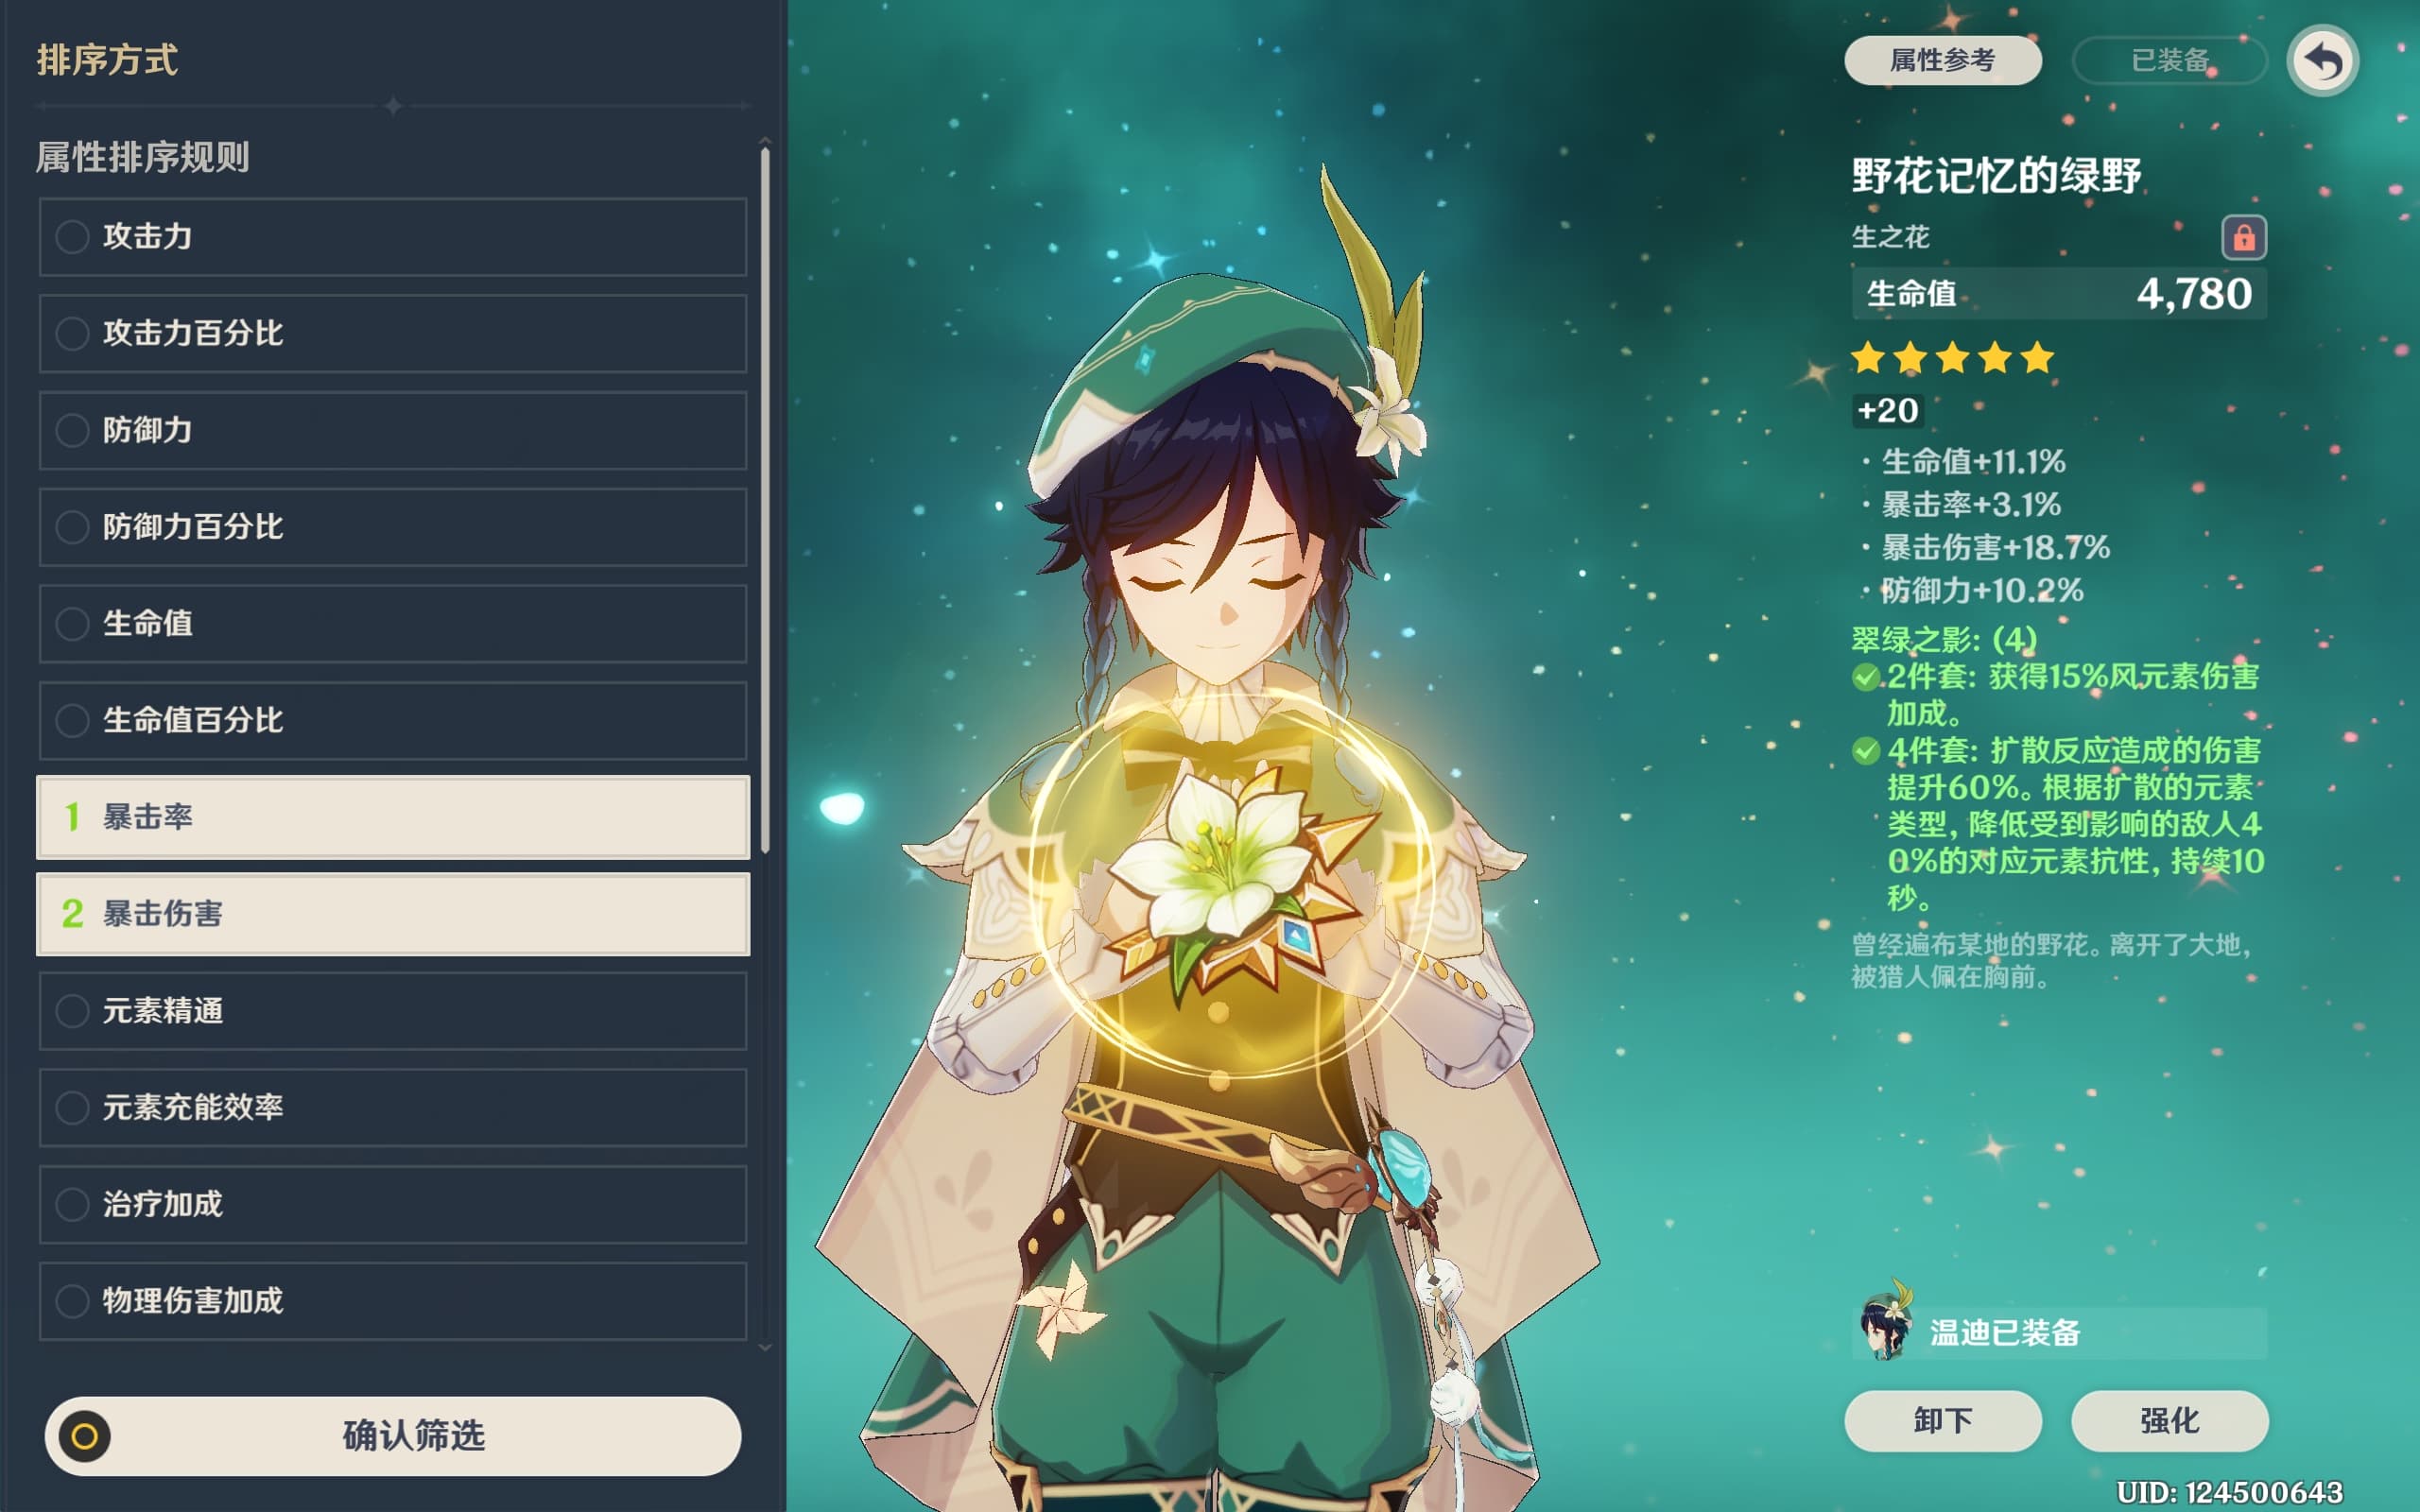 排序方式
属性排序规则
攻击力
攻击力百分比
防御力
防御力百分比
生命值
生命值百分比
1 暴击率
2 暴击伤害
元素精通
元素充能效率
治疗加成
物理伤害加成
确认筛选
属性参考
已装备
野花记忆的绿野
生之花
生命值 4,780
+20
·生命值+11.1%
·暴击率+3.1%
·暴击伤害+18.7%
·防御力+10.2%
翠绿之影: (4)
2件套: 获得15%风元素伤害
加成。
4件套: 扩散反应造成的伤害
提升60%。根据扩散的元素
类型, 降低受到影响的敌人4
0%的对应元素抗性, 持续10
秒。
曾经遍布某地的野花。离开了大地,
被猎人佩在胸前。
温迪已装备
卸下
强化
UID: 124500643